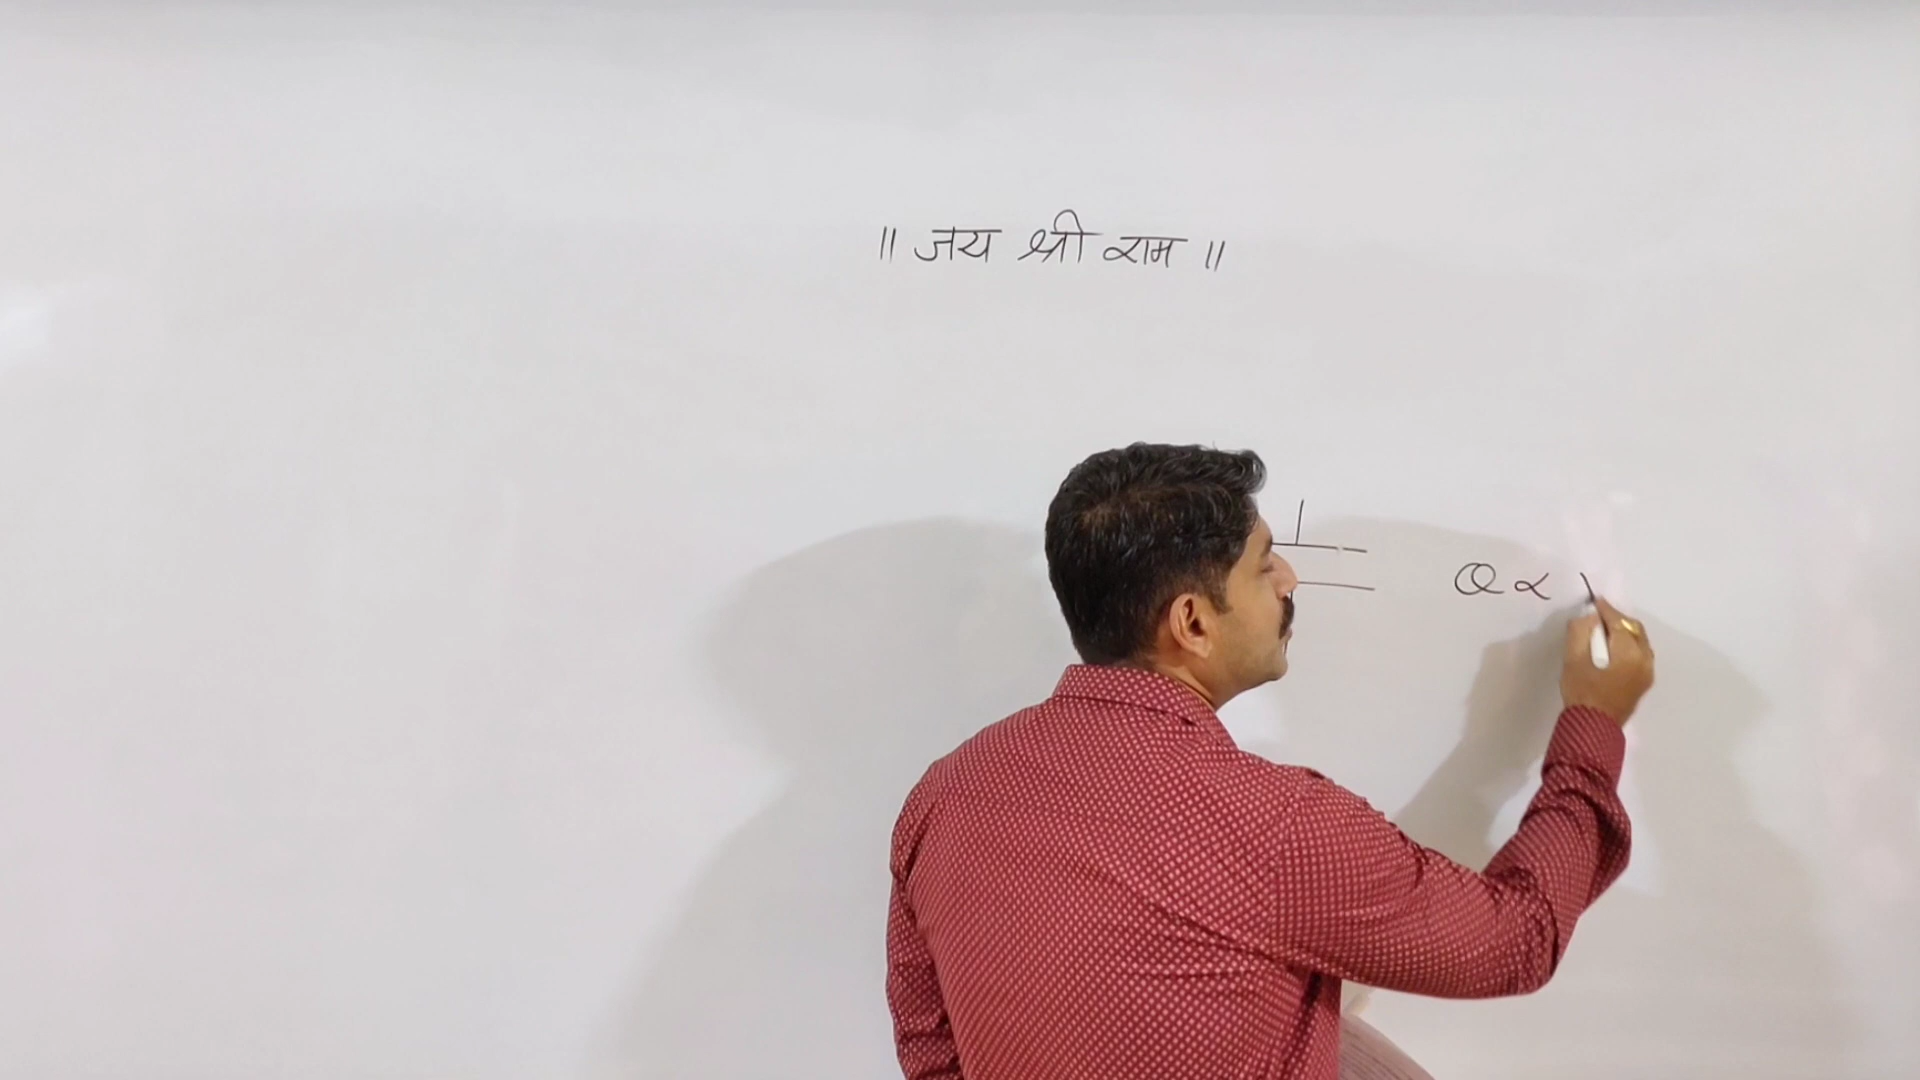 ॥ जय श्री राम ॥
Q ∝